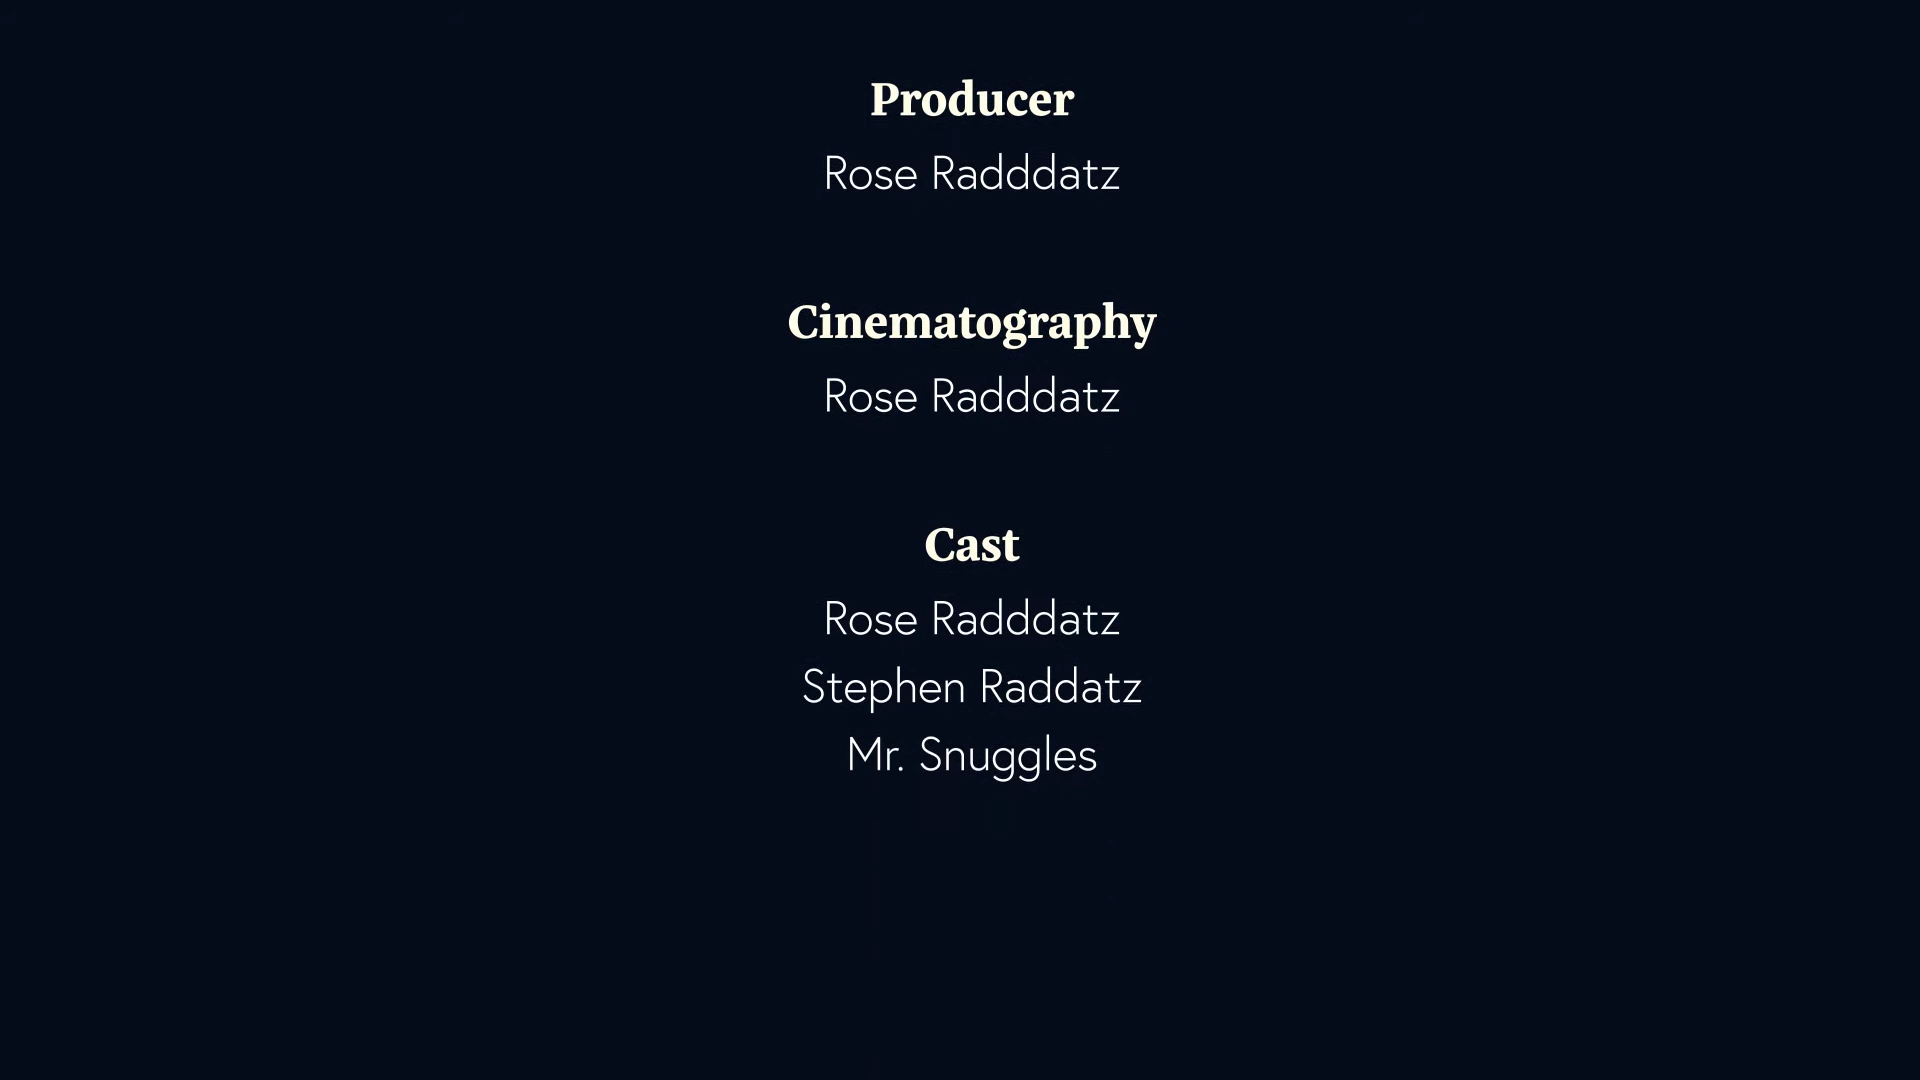 Producer
Rose Radddatz
Cinematography
Rose Radddatz
Cast
Rose Radddatz
Stephen Raddatz
Mr. Snuggles